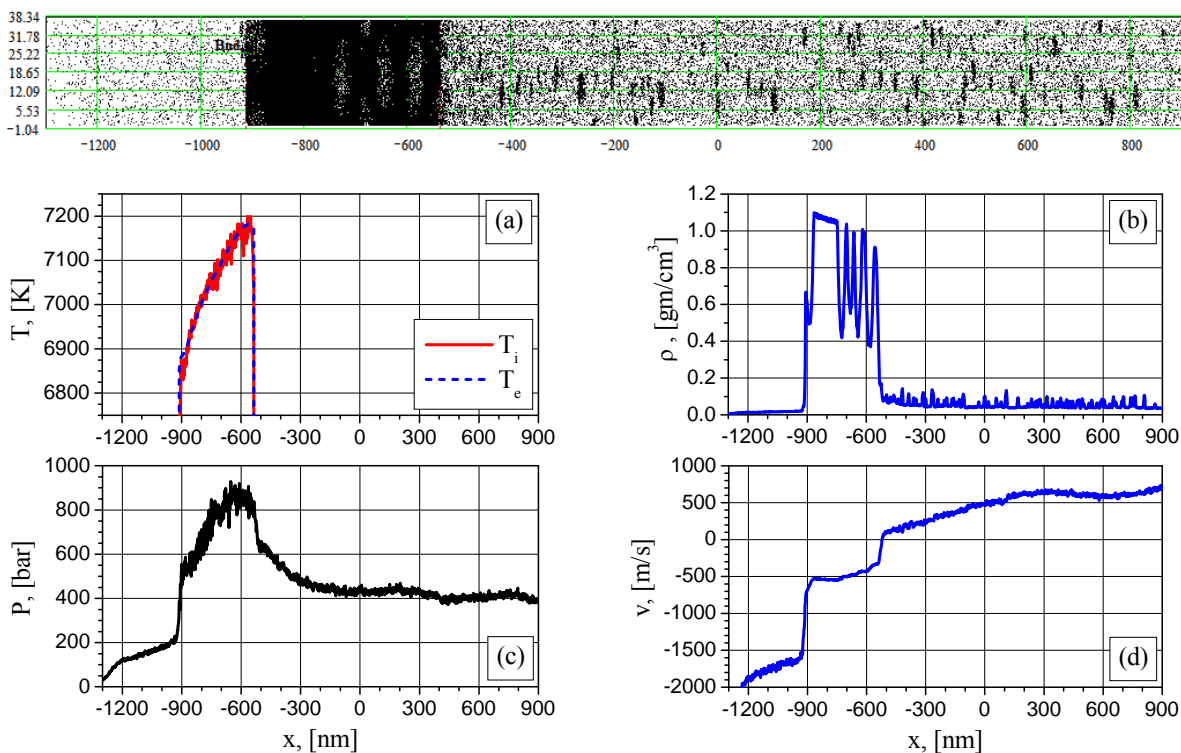 38.34
31.78
25.22
18.65
12.09
5.53
−1.04
Bnd
−1200 −1000 −800 −600 −400 −200 0 200 400 600 800
7200
7100
7000
6900
6800
T, [K]
(a)
T_i
T_e
-1200 -900 -600 -300 0 300 600 900
1.2
1.0
0.8
0.6
0.4
0.2
0.0
ρ, [gm/cm³]
(b)
-1200 -900 -600 -300 0 300 600 900
1000
800
600
400
200
0
P, [bar]
(c)
-1200 -900 -600 -300 0 300 600 900
x, [nm]
1000
500
0
-500
-1000
-1500
-2000
v, [m/s]
(d)
-1200 -900 -600 -300 0 300 600 900
x, [nm]